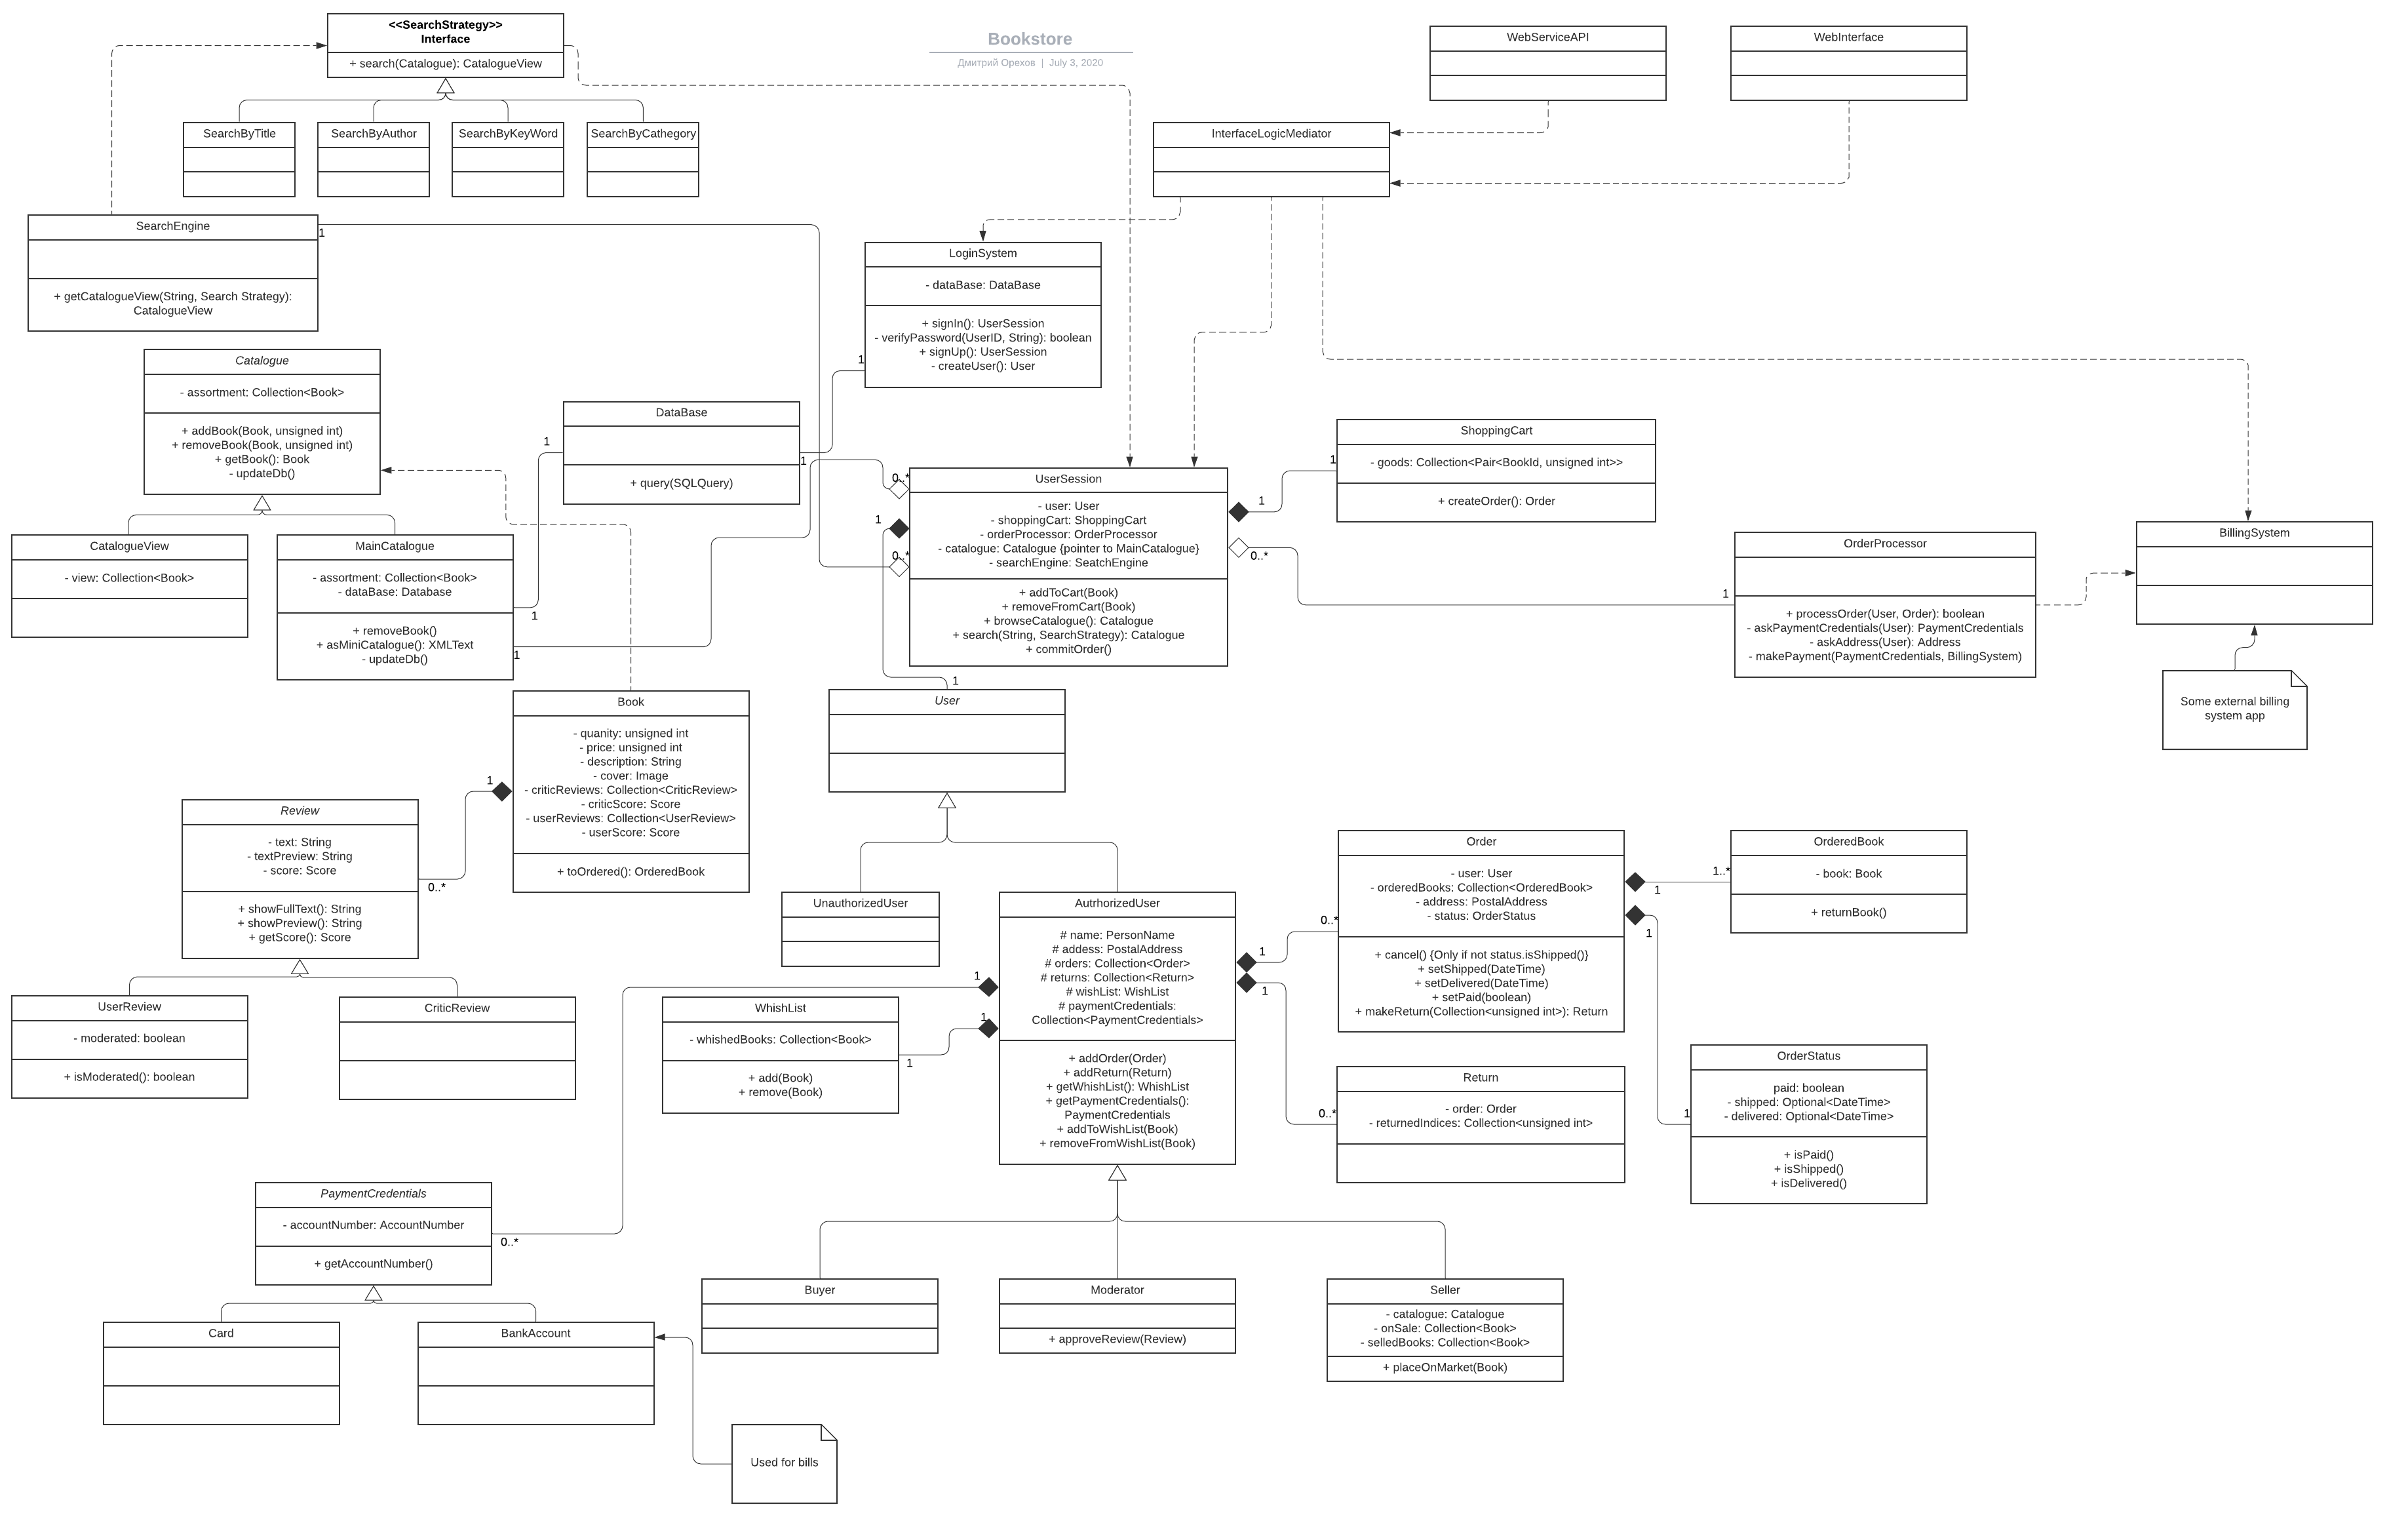 <<SearchStrategy>>
Interface
+ search(Catalogue): CatalogueView
Bookstore
Дмитрий Орехов | July 3, 2020
WebServiceAPI
WebInterface
SearchByTitle
SearchByAuthor
SearchByKeyWord
SearchByCathegory
InterfaceLogicMediator
SearchEngine
+ getCatalogueView(String, Search Strategy):
CatalogueView
1
LoginSystem
- dataBase: DataBase
+ signIn(): UserSession
- verifyPassword(UserID, String): boolean
+ signUp(): UserSession
- createUser(): User
1
Catalogue
- assortment: Collection<Book>
+ addBook(Book, unsigned int)
+ removeBook(Book, unsigned int)
+ getBook(): Book
- updateDb()
DataBase
+ query(SQLQuery)
1
1
CatalogueView
- view: Collection<Book>
MainCatalogue
- assortment: Collection<Book>
- dataBase: Database
+ removeBook()
+ asMiniCatalogue(): XMLText
- updateDb()
1
1
UserSession
- user: User
- shoppingCart: ShoppingCart
- orderProcessor: OrderProcessor
- catalogue: Catalogue {pointer to MainCatalogue}
- searchEngine: SeatchEngine
+ addToCart(Book)
+ removeFromCart(Book)
+ browseCatalogue(): Catalogue
+ search(String, SearchStrategy): Catalogue
+ commitOrder()
0..*
1
0..*
1
0..*
ShoppingCart
- goods: Collection<Pair<BookId, unsigned int>>
+ createOrder(): Order
1
OrderProcessor
+ processOrder(User, Order): boolean
- askPaymentCredentials(User): PaymentCredentials
- askAddress(User): Address
- makePayment(PaymentCredentials, BillingSystem)
1
BillingSystem
Some external billing
system app
Book
- quanity: unsigned int
- price: unsigned int
- description: String
- cover: Image
- criticReviews: Collection<CriticReview>
- criticScore: Score
- userReviews: Collection<UserReview>
- userScore: Score
+ toOrdered(): OrderedBook
1
User
1
Review
- text: String
- textPreview: String
- score: Score
+ showFullText(): String
+ showPreview(): String
+ getScore(): Score
0..*
UserReview
- moderated: boolean
+ isModerated(): boolean
CriticReview
UnauthorizedUser
AutrhorizedUser
# name: PersonName
# addess: PostalAddress
# orders: Collection<Order>
# returns: Collection<Return>
# wishList: WishList
# paymentCredentials:
Collection<PaymentCredentials>
+ addOrder(Order)
+ addReturn(Return)
+ getWhishList(): WhishList
+ getPaymentCredentials():
PaymentCredentials
+ addToWishList(Book)
+ removeFromWishList(Book)
1
1
1
1
WhishList
- whishedBooks: Collection<Book>
+ add(Book)
+ remove(Book)
1
Order
- user: User
- orderedBooks: Collection<OrderedBook>
- address: PostalAddress
- status: OrderStatus
+ cancel() {Only if not status.isShipped()}
+ setShipped(DateTime)
+ setDelivered(DateTime)
+ setPaid(boolean)
+ makeReturn(Collection<unsigned int>): Return
0..*
1
1
OrderedBook
- book: Book
+ returnBook()
1..*
Return
- order: Order
- returnedIndices: Collection<unsigned int>
0..*
OrderStatus
paid: boolean
- shipped: Optional<DateTime>
- delivered: Optional<DateTime>
+ isPaid()
+ isShipped()
+ isDelivered()
1
PaymentCredentials
- accountNumber: AccountNumber
+ getAccountNumber()
0..*
Card
BankAccount
Used for bills
Buyer
Moderator
+ approveReview(Review)
Seller
- catalogue: Catalogue
- onSale: Collection<Book>
- selledBooks: Collection<Book>
+ placeOnMarket(Book)